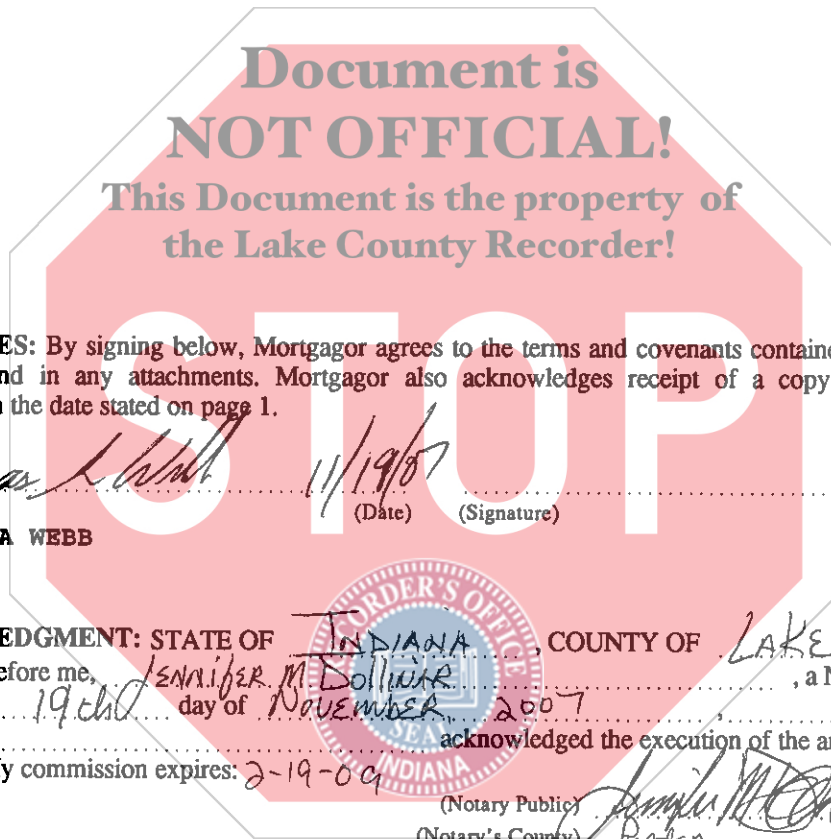 Document is
NOT OFFICIAL!
This Document is the property of
the Lake County Recorder!
STOP
ES: By signing below, Mortgagor agrees to the terms and covenants containe
nd in any attachments. Mortgagor also acknowledges receipt of a copy
n the date stated on page 1.
11/19/07
(Date) (Signature)
A WEBB
RECORDER'S OFFICE
SEAL
INDIANA
EDGMENT: STATE OF INDIANA, COUNTY OF LAKE
efore me, JENNIFER M. DOLLINAR, a N
19th day of NOVEMBER, 2007,
acknowledged the execution of the an
y commission expires: 2-19-09
(Notary Public)
(Notary's County)